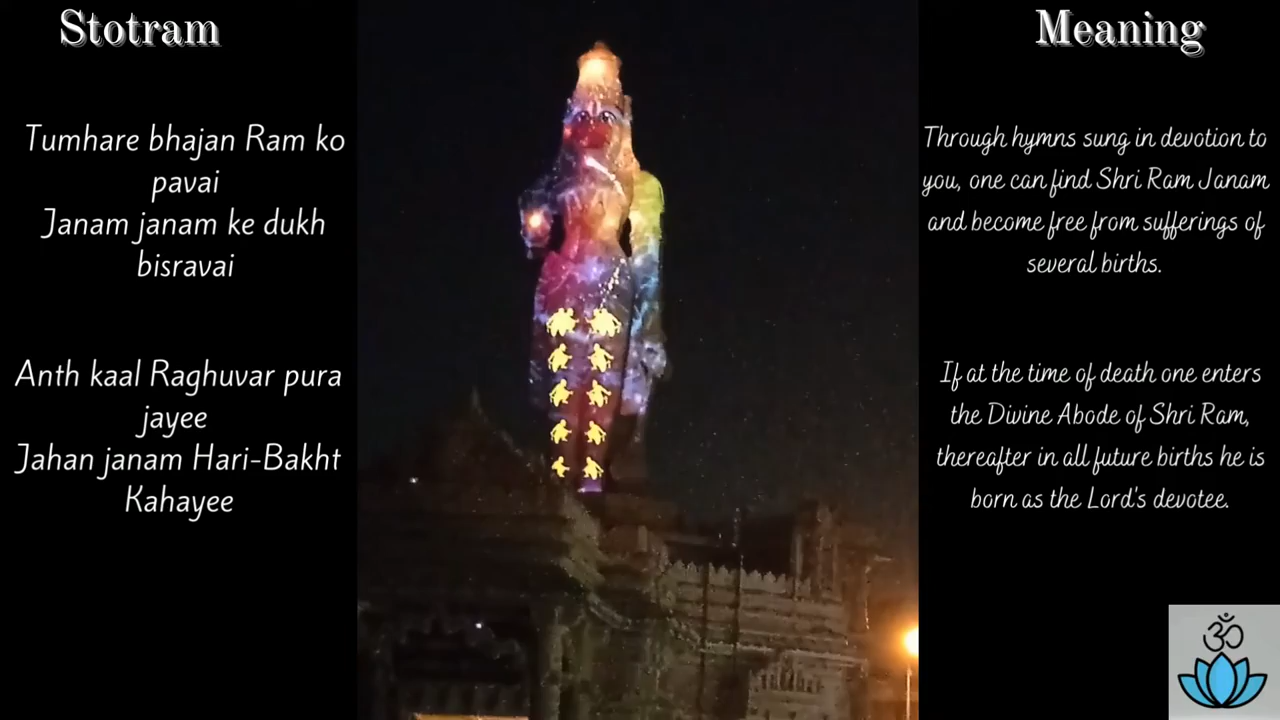 Stotram
Tumhare bhajan Ram ko
pavai
Janam janam ke dukh
bisravai
Anth kaal Raghuvar pura
jayee
Jahan janam Hari-Bakht
Kahayee
Meaning
Through hymns sung in devotion to
you, one can find Shri Ram Janam
and become free from sufferings of
several births.
If at the time of death one enters
the Divine Abode of Shri Ram,
thereafter in all future births he is
born as the Lord's devotee.
ॐ